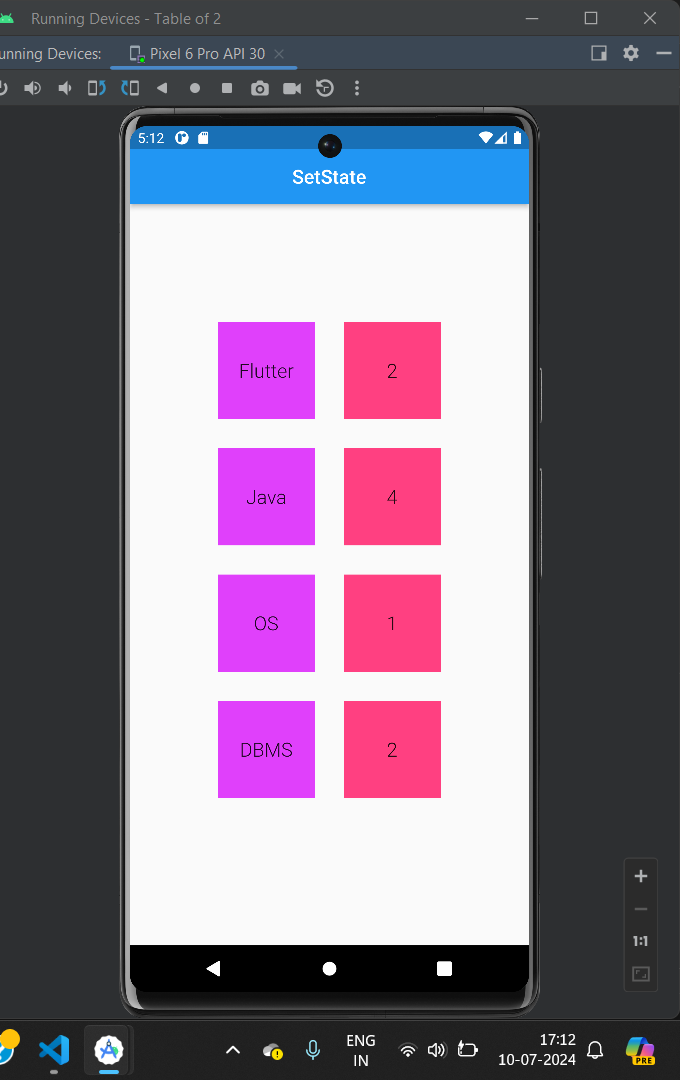 Running Devices - Table of 2
unning Devices:
Pixel 6 Pro API 30
5:12
SetState
Flutter
2
Java
4
OS
1
DBMS
2
1:1
ENG
IN
17:12
10-07-2024
PRE